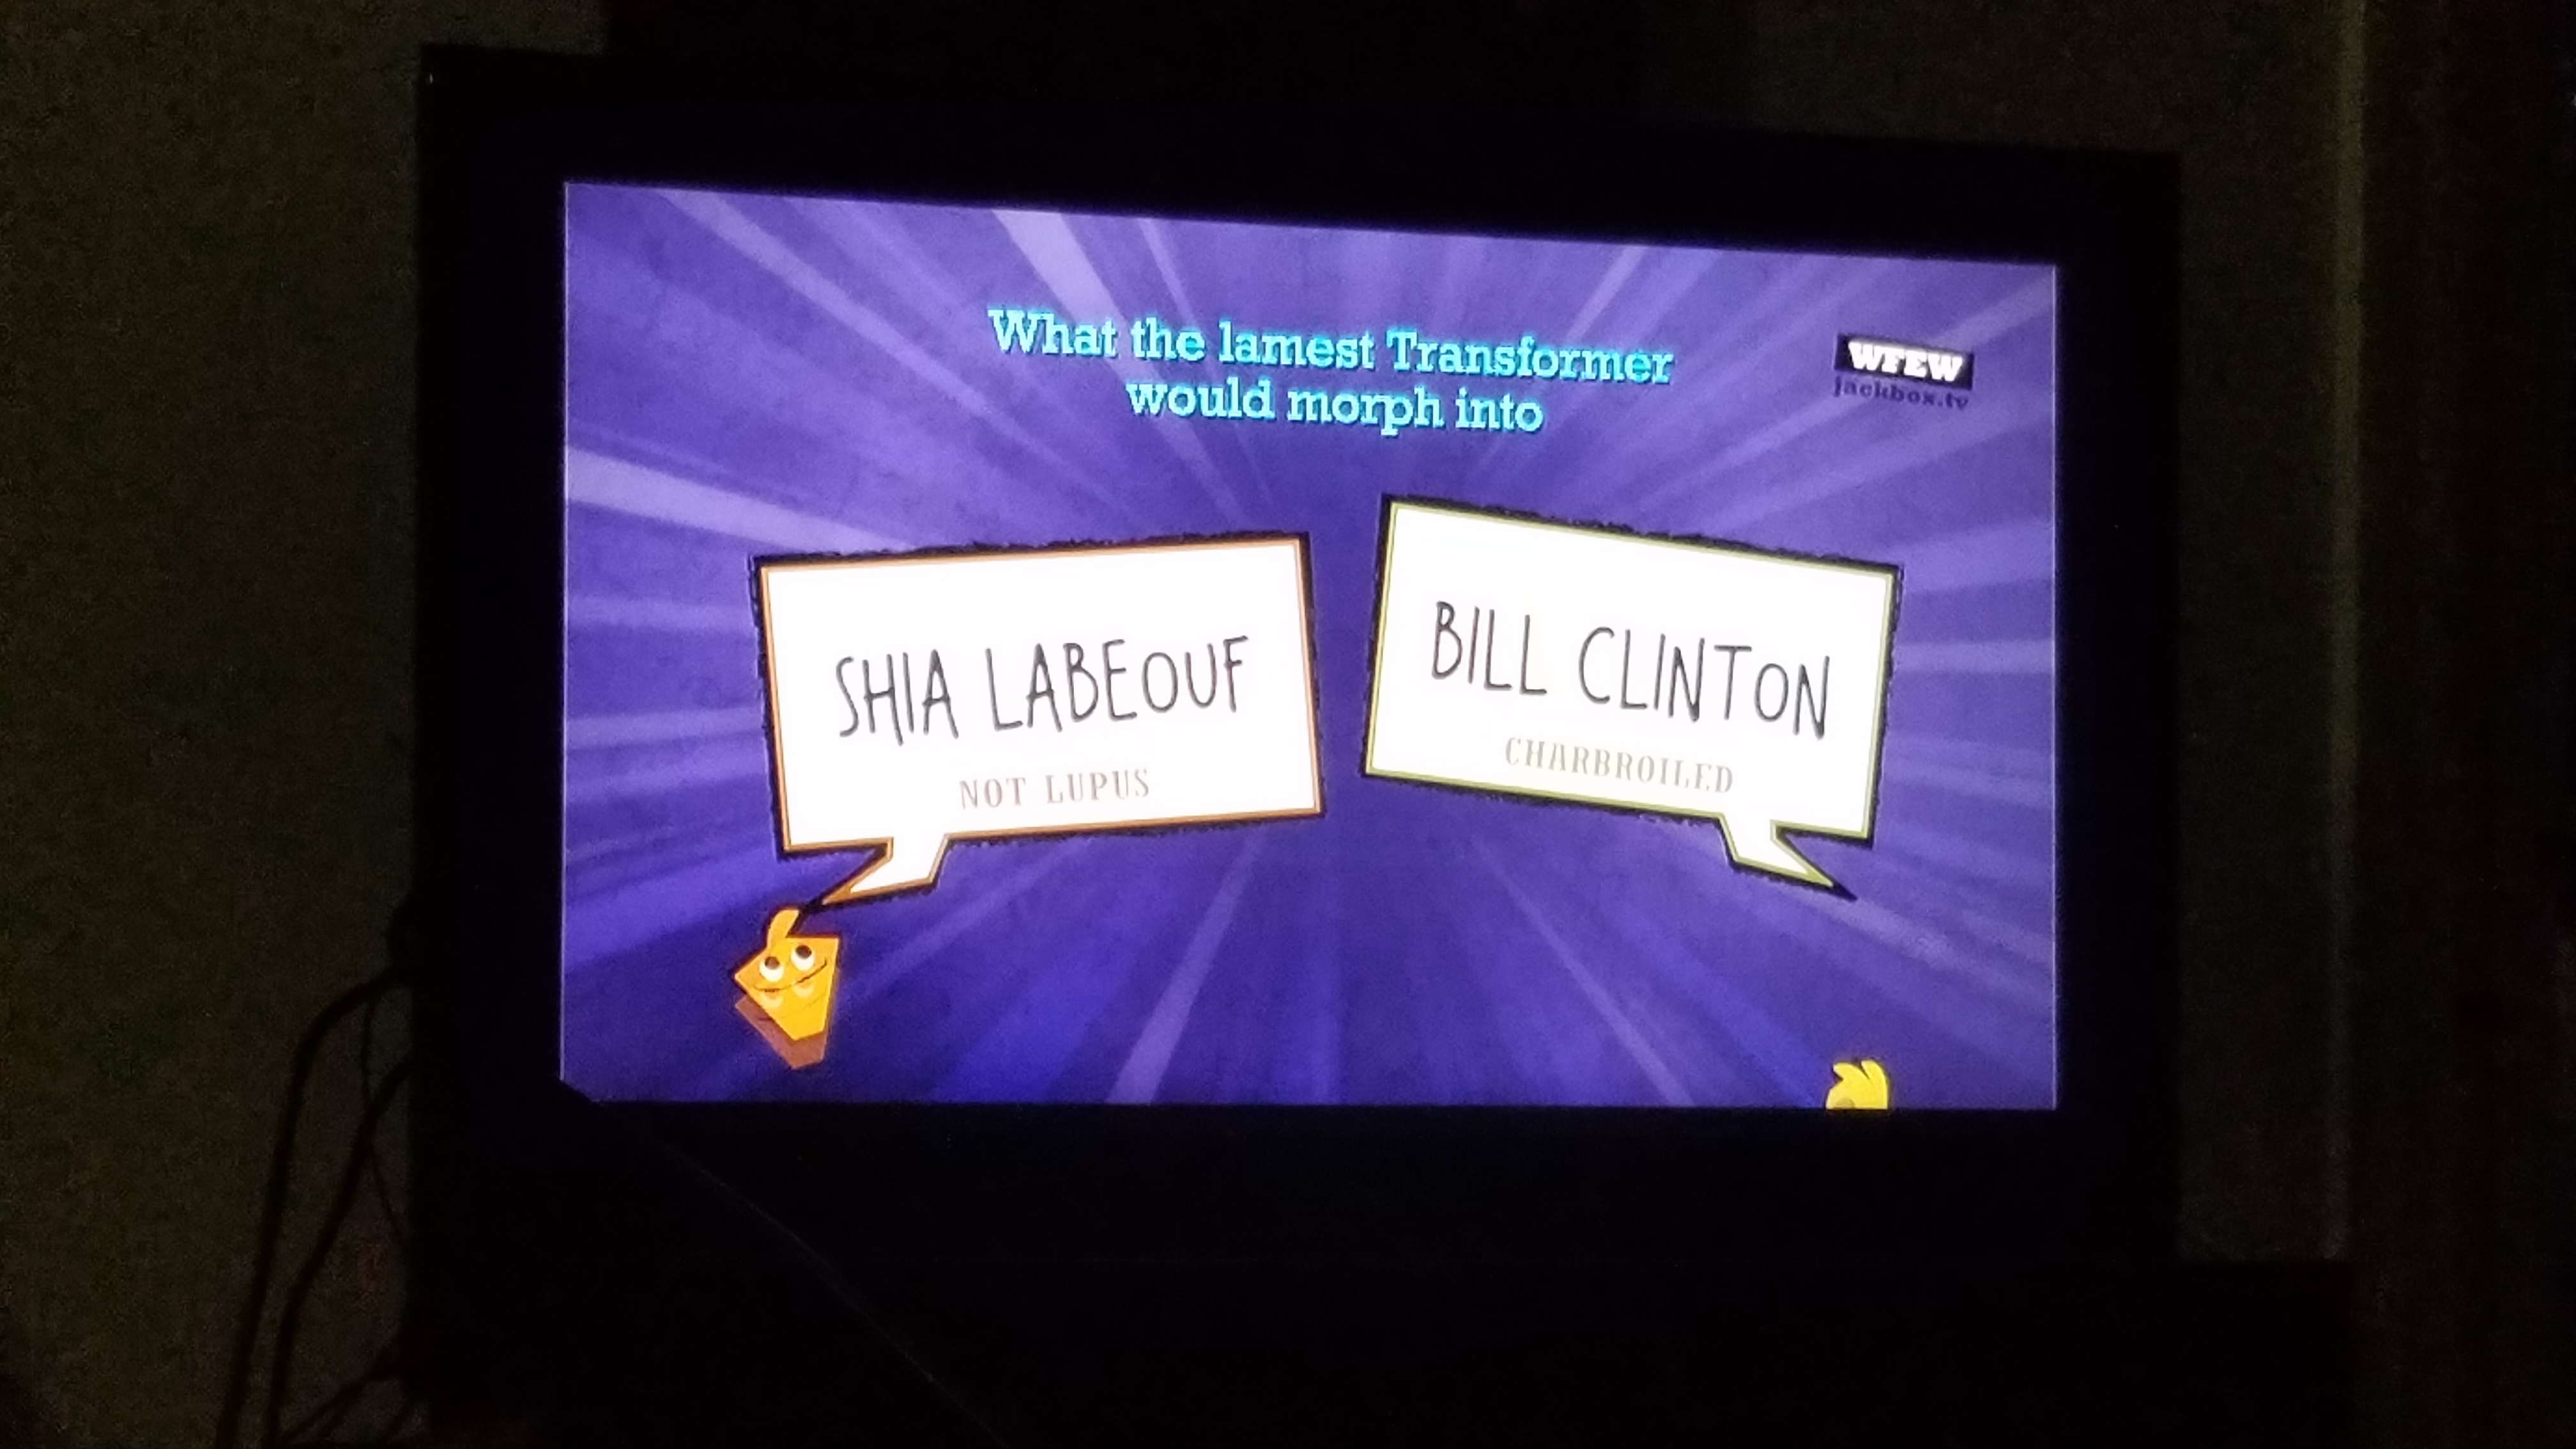 What the lamest Transformer
would morph into
WFEW
jackbox.tv
SHIA LABEOUF
NOT LUPUS
BILL CLINTON
CHARBROILED